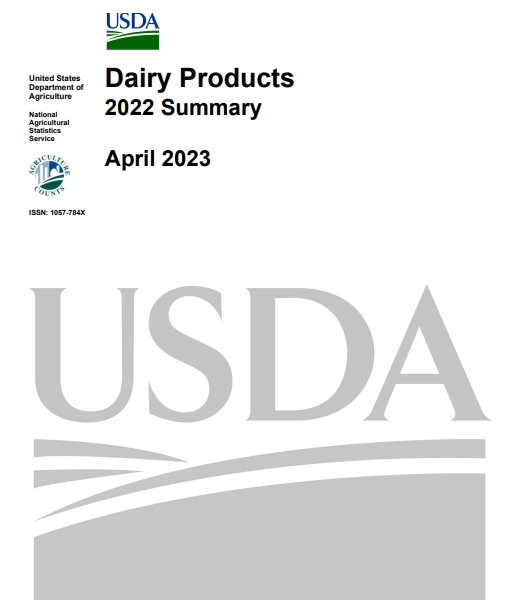 USDA
United States
Department of
Agriculture
National
Agricultural
Statistics
Service
AGRICULTURE
COUNTS
ISSN: 1057-784X
Dairy Products
2022 Summary
April 2023
USDA